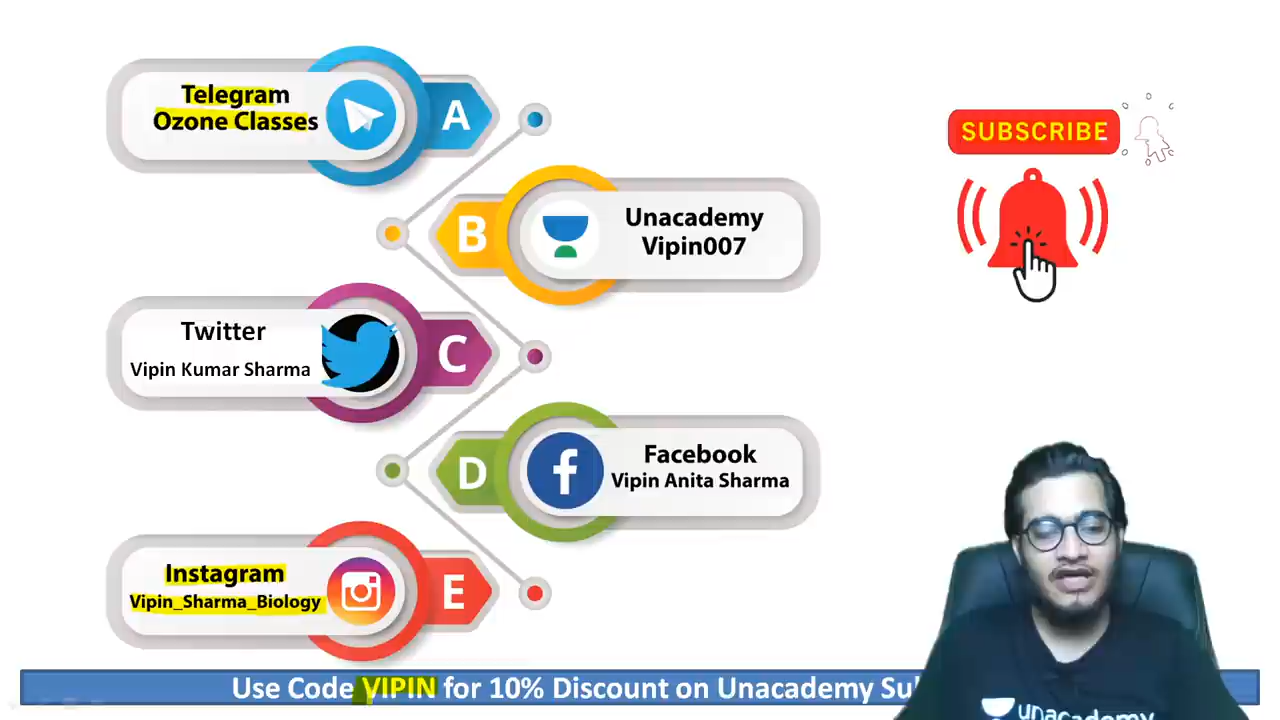 Telegram
Ozone Classes
A
SUBSCRIBE
B
Unacademy
Vipin007
Twitter
Vipin Kumar Sharma
C
D
Facebook
Vipin Anita Sharma
Instagram
Vipin_Sharma_Biology
E
Use Code VIPIN for 10% Discount on Unacademy
unacademy